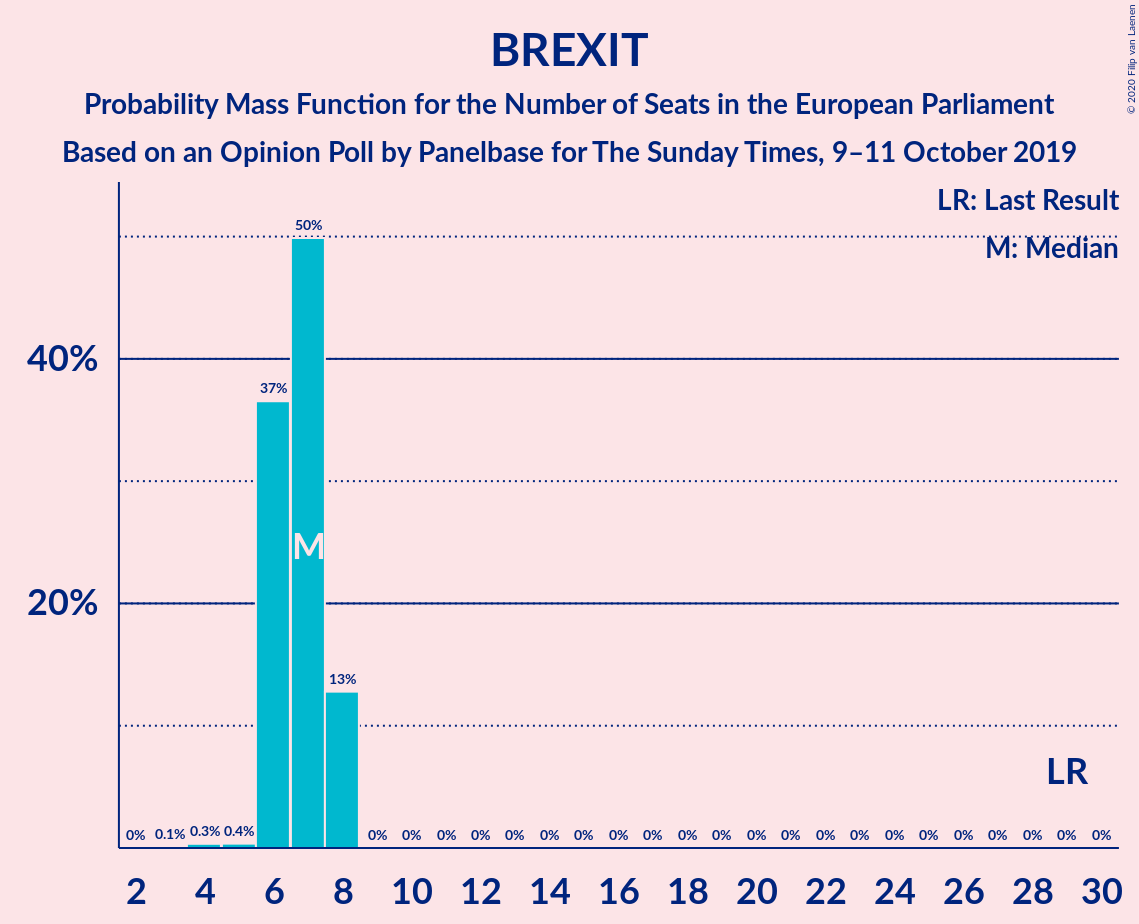 BREXIT
Probability Mass Function for the Number of Seats in the European Parliament
Based on an Opinion Poll by Panelbase for The Sunday Times, 9–11 October 2019
© 2020 Filip van Laenen
LR: Last Result
M: Median
50%
40%
37%
M
20%
13%
LR
0% 0.1% 0.3% 0.4% 0% 0% 0% 0% 0% 0% 0% 0% 0% 0% 0% 0% 0% 0% 0% 0% 0% 0% 0% 0% 0% 0%
2 4 6 8 10 12 14 16 18 20 22 24 26 28 30